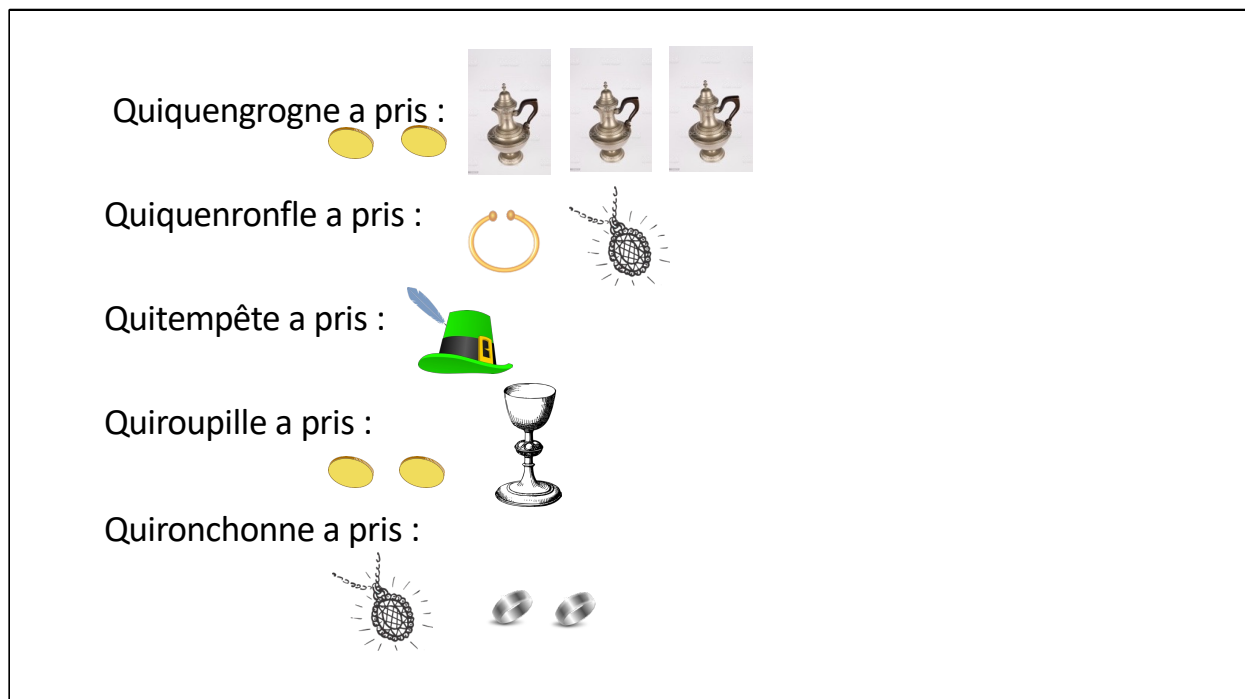 Quiquengrogne a pris :
Quiquenronfle a pris :
Quitempête a pris :
Quiroupille a pris :
Quironchonne a pris :